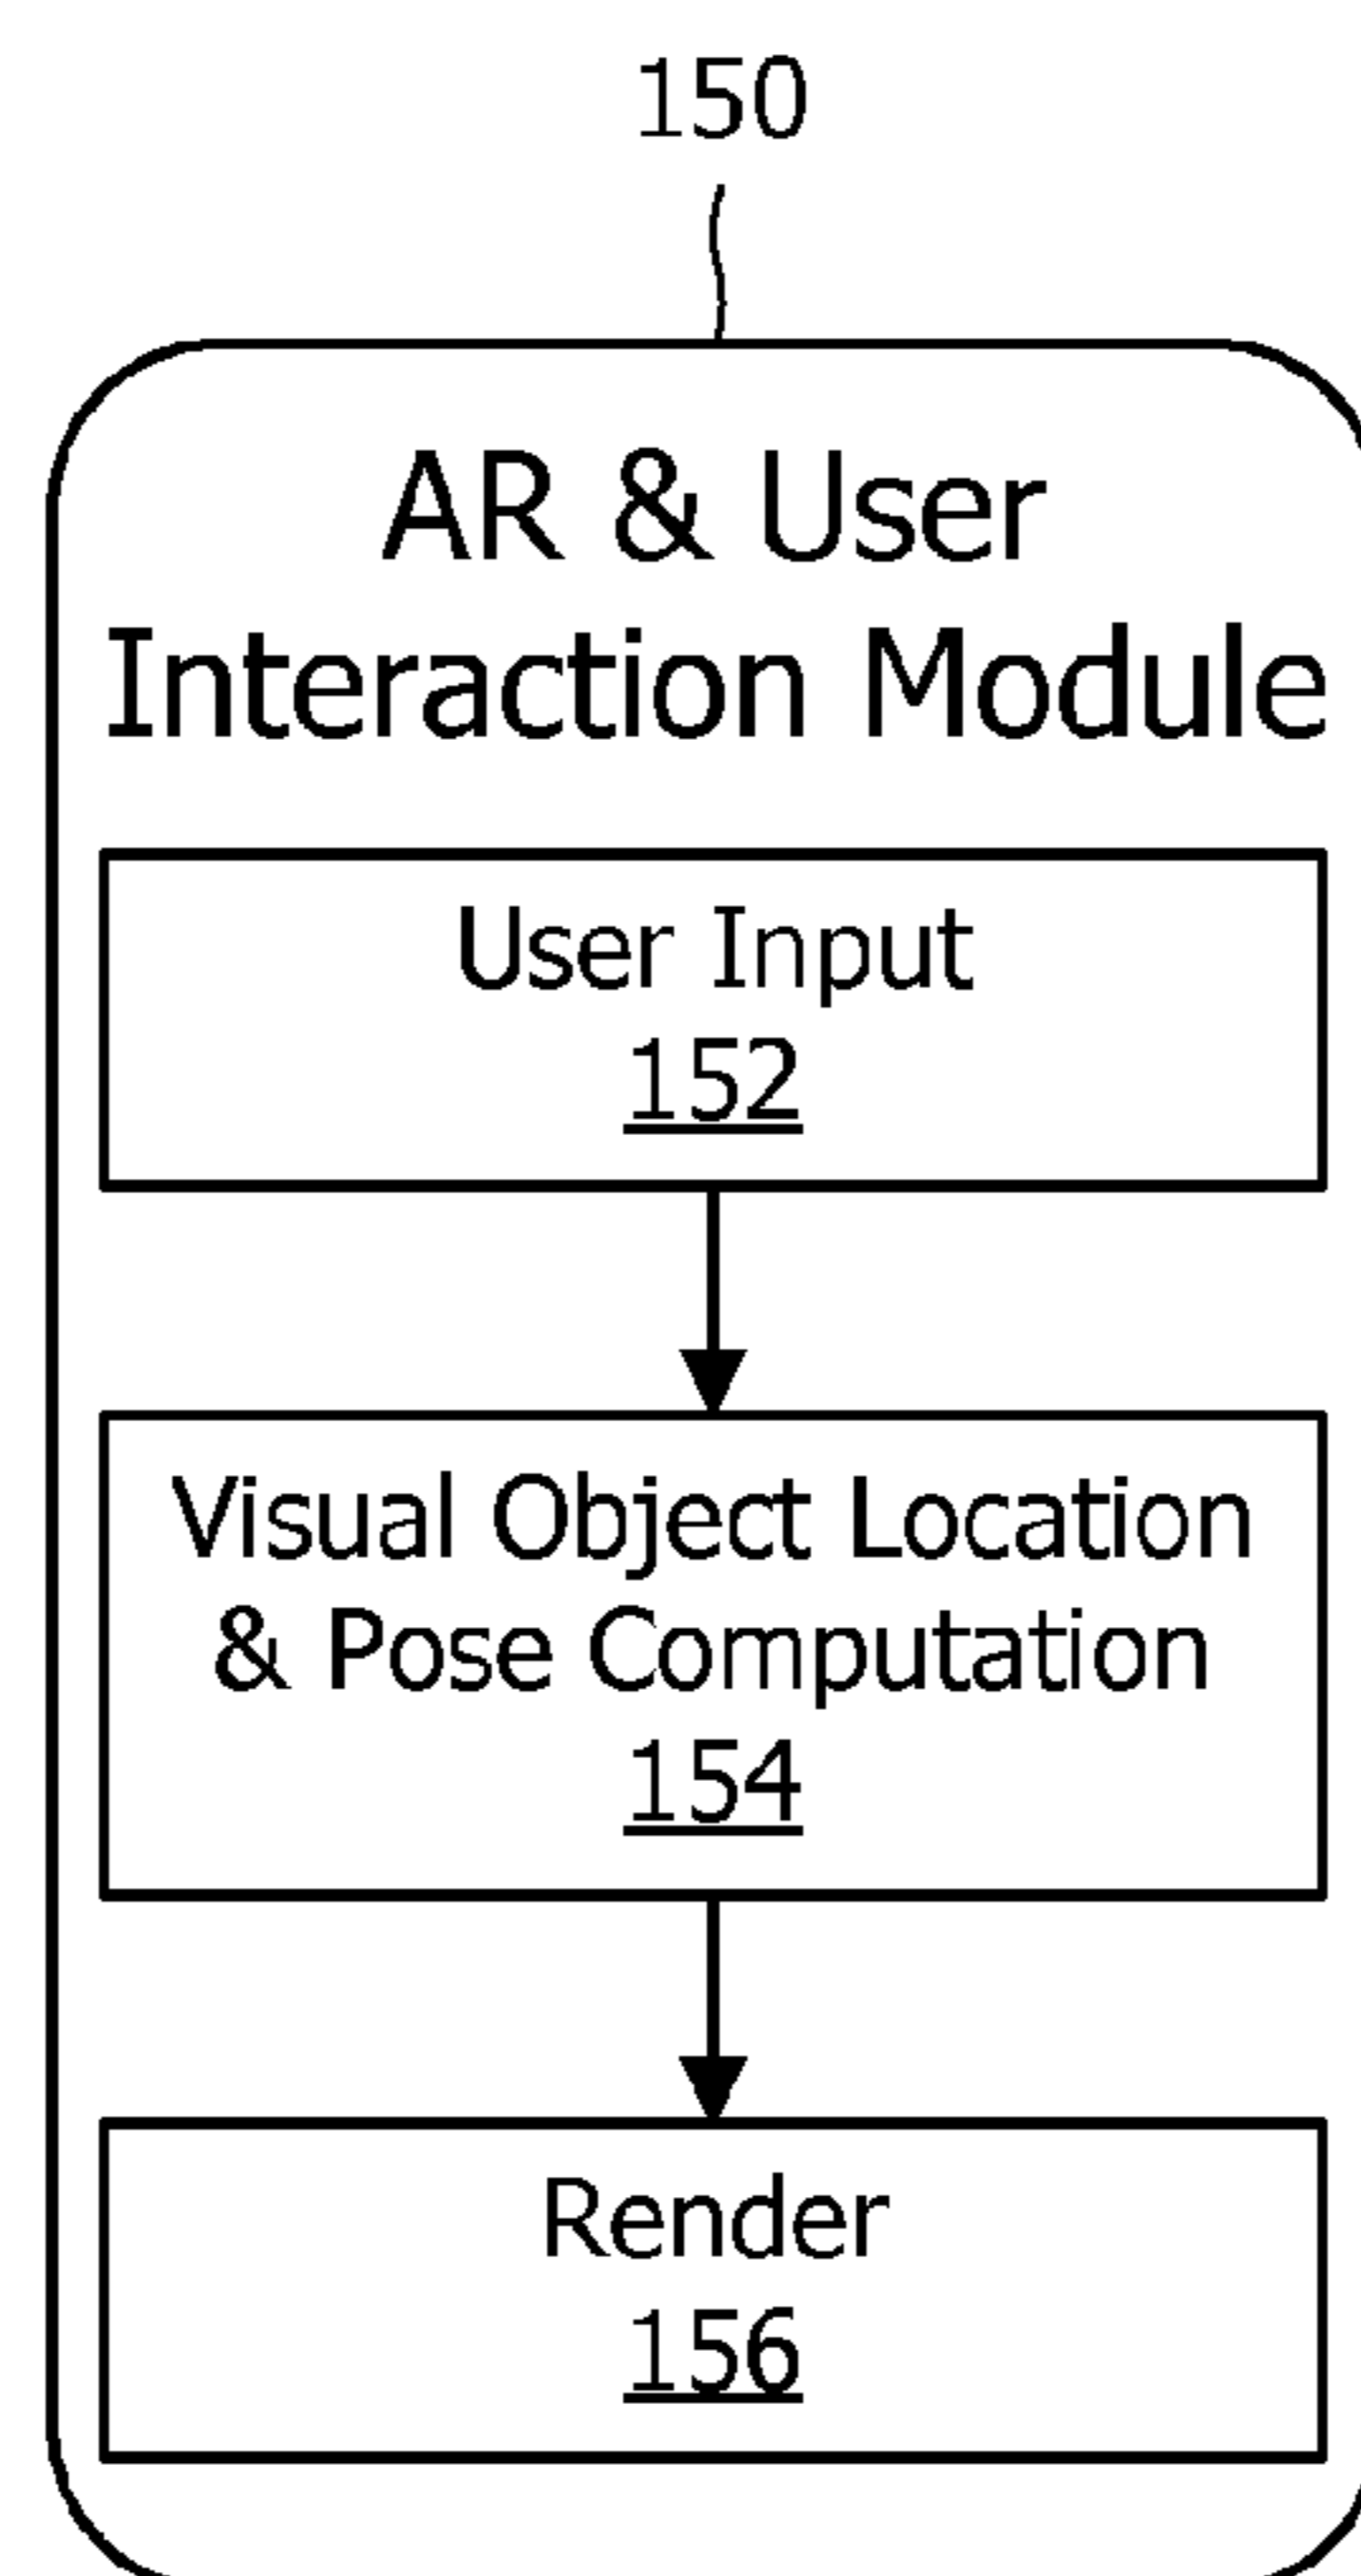 150
AR & User
Interaction Module
User Input
152
Visual Object Location
& Pose Computation
154
Render
156